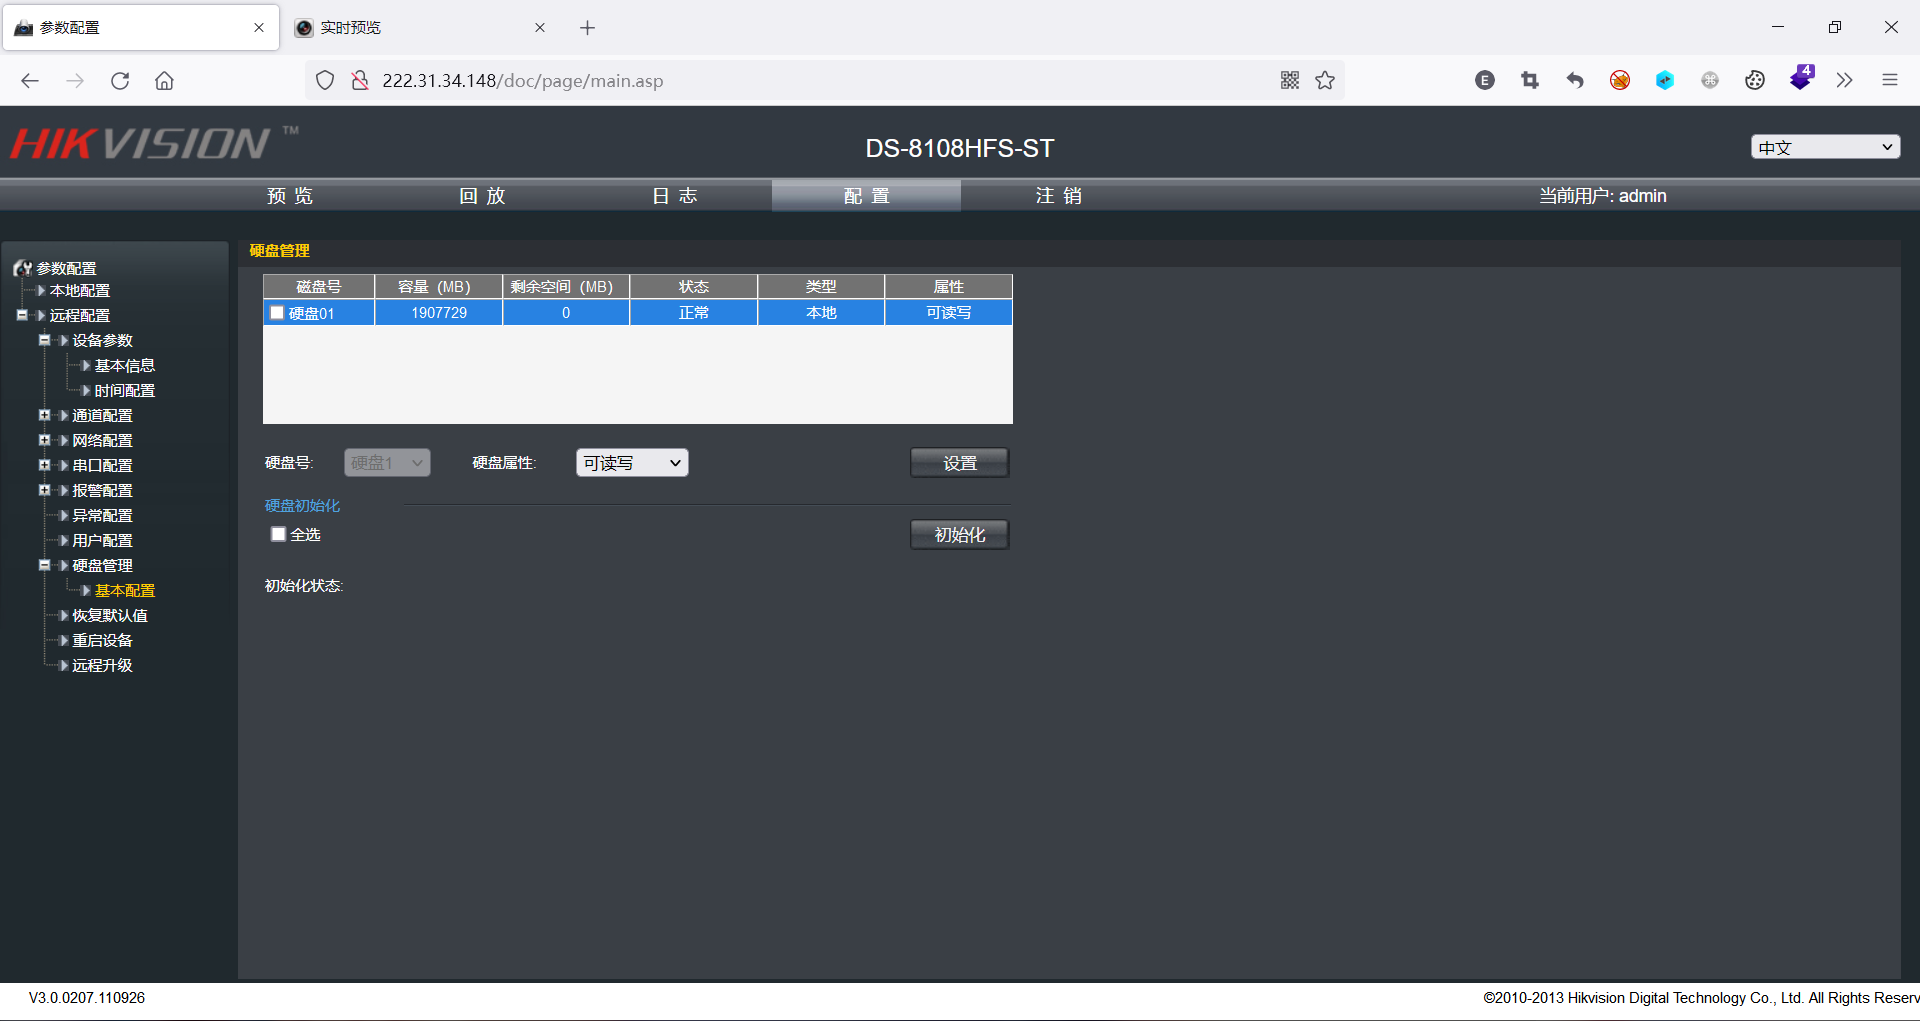 参数配置
实时预览
222.31.34.148/doc/page/main.asp
E
4
HIKVISION ™
DS-8108HFS-ST
中文
预 览
回 放
日 志
配 置
注 销
当前用户: admin
参数配置
本地配置
远程配置
设备参数
基本信息
时间配置
通道配置
网络配置
串口配置
报警配置
异常配置
用户配置
硬盘管理
基本配置
恢复默认值
重启设备
远程升级
硬盘管理
磁盘号 容量 (MB) 剩余空间 (MB) 状态 类型 属性
硬盘01 1907729 0 正常 本地 可读写
硬盘号: 硬盘1 硬盘属性: 可读写 设置
硬盘初始化
全选 初始化
初始化状态:
V3.0.0207.110926
©2010-2013 Hikvision Digital Technology Co., Ltd. All Rights Reserv